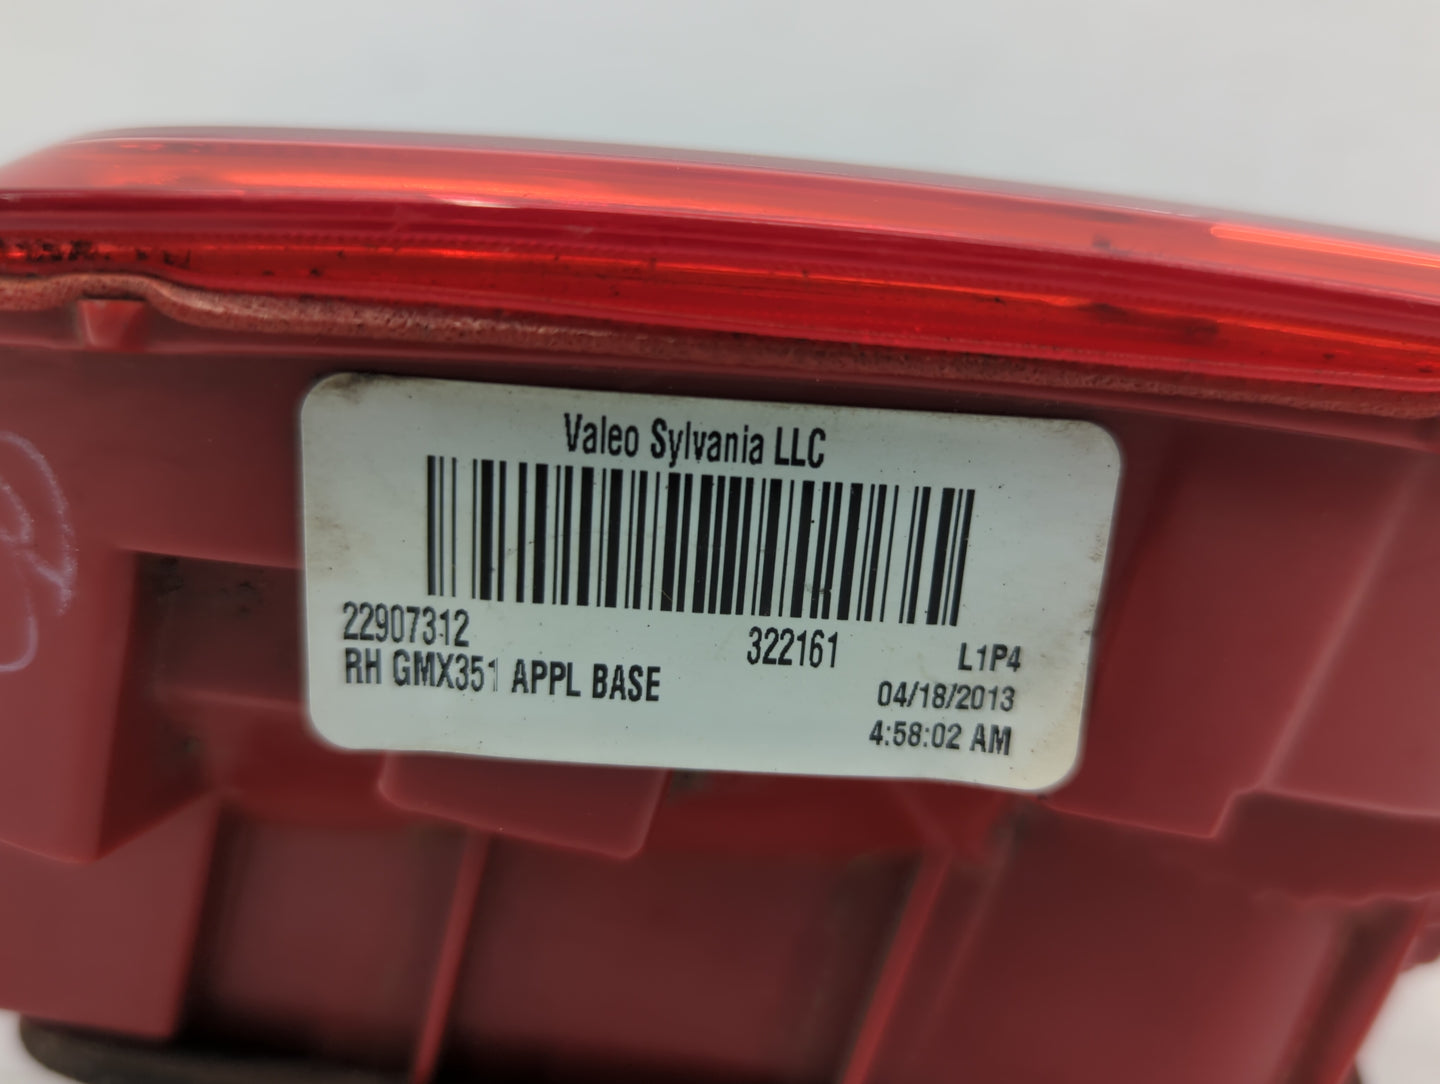 Valeo Sylvania LLC
22907312
322161
L1P4
RH GMX351 APPL BASE
04/18/2013
4:58:02 AM